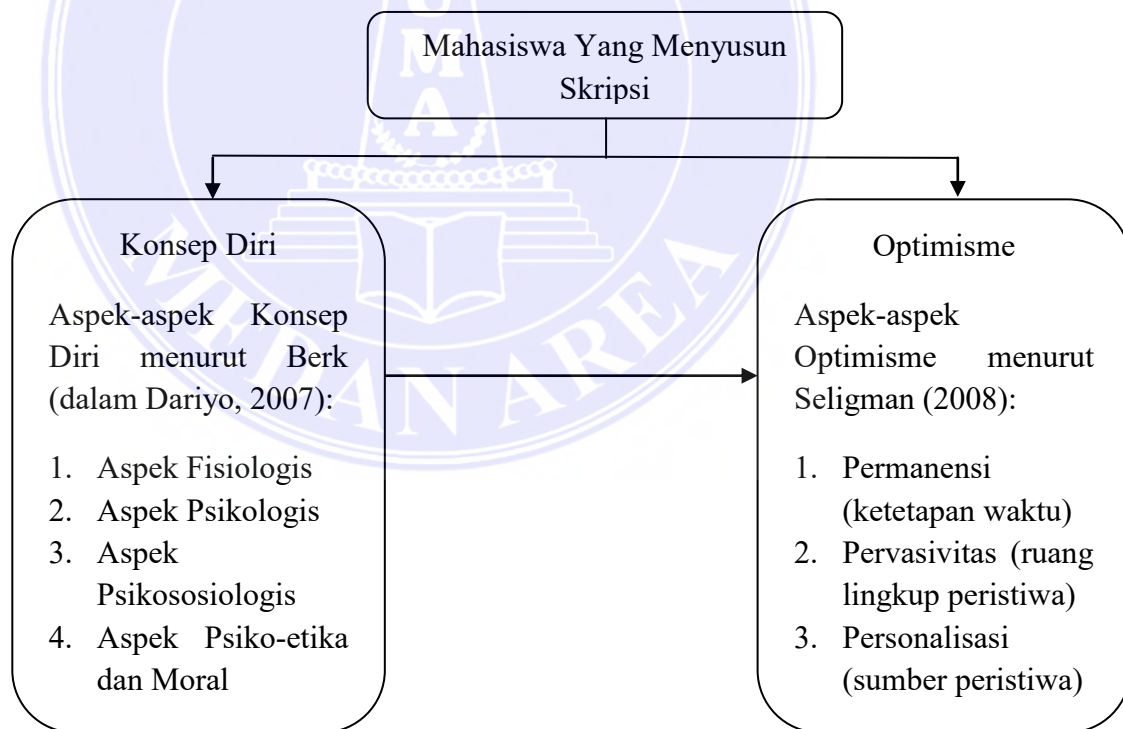 Mahasiswa Yang Menyusun
Skripsi
Konsep Diri
Aspek-aspek Konsep
Diri menurut Berk
(dalam Dariyo, 2007):
1. Aspek Fisiologis
2. Aspek Psikologis
3. Aspek
Psikososiologis
4. Aspek Psiko-etika
dan Moral
Optimisme
Aspek-aspek
Optimisme menurut
Seligman (2008):
1. Permanensi
(ketetapan waktu)
2. Pervasivitas (ruang
lingkup peristiwa)
3. Personalisasi
(sumber peristiwa)
MA
AREA